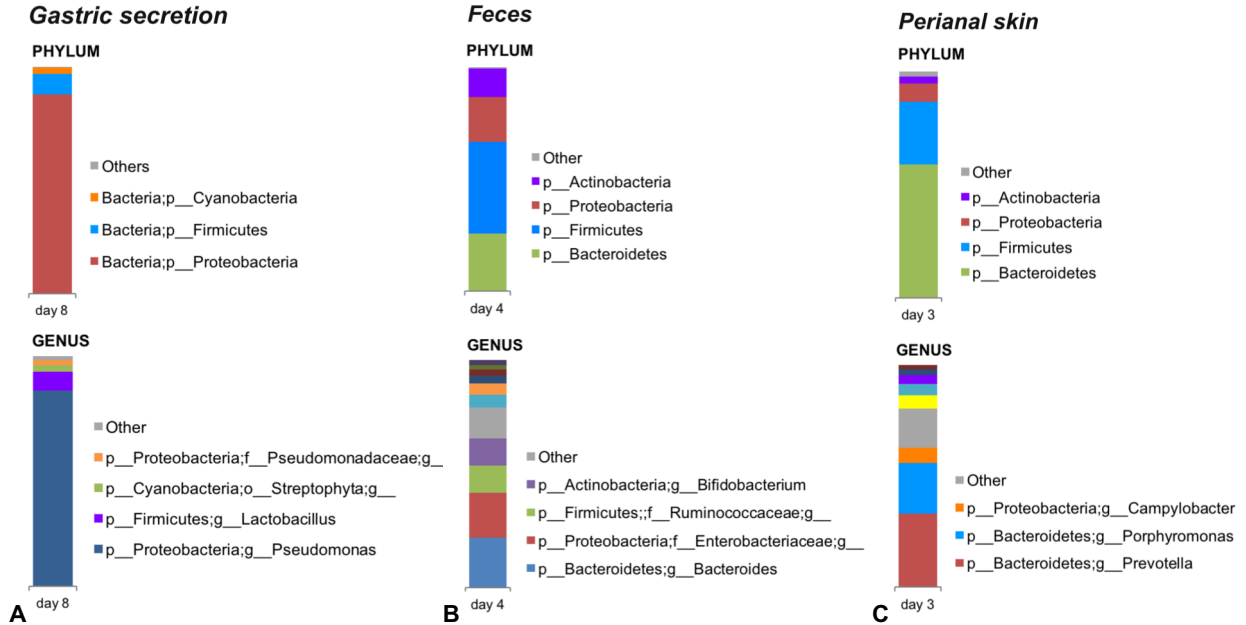 Gastric secretion
PHYLUM
Others
Bacteria;p__Cyanobacteria
Bacteria;p__Firmicutes
Bacteria;p__Proteobacteria
day 8
GENUS
Other
p__Proteobacteria;f__Pseudomonadaceae;g_
p__Cyanobacteria;o__Streptophyta;g__
p__Firmicutes;g__Lactobacillus
p__Proteobacteria;g__Pseudomonas
day 8
A
Feces
PHYLUM
Other
p__Actinobacteria
p__Proteobacteria
p__Firmicutes
p__Bacteroidetes
day 4
GENUS
Other
p__Actinobacteria;g__Bifidobacterium
p__Firmicutes;;f__Ruminococcaceae;g__
p__Proteobacteria;f__Enterobacteriaceae;g__
p__Bacteroidetes;g__Bacteroides
day 4
B
Perianal skin
PHYLUM
Other
p__Actinobacteria
p__Proteobacteria
p__Firmicutes
p__Bacteroidetes
day 3
GENUS
Other
p__Proteobacteria;g__Campylobacter
p__Bacteroidetes;g__Porphyromonas
p__Bacteroidetes;g__Prevotella
day 3
C